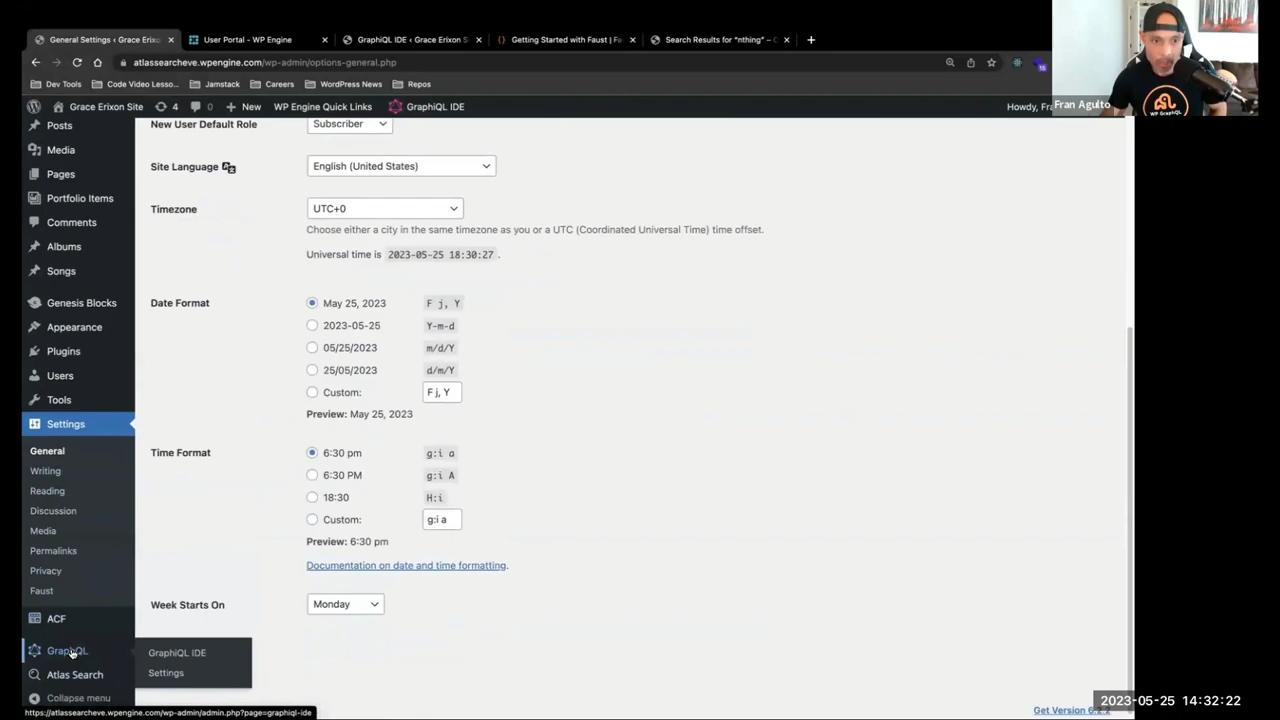 General Settings ‹ Grace Erixo
User Portal - WP Engine
GraphiQL IDE ‹ Grace Erixon S
Getting Started with Faust | Fa
Search Results for "nthing" –
atlassearcheve.wpengine.com/wp-admin/options-general.php
Dev Tools
Code Video Lesso...
Jamstack
Careers
WordPress News
Repos
Grace Erixon Site
4
0
New
WP Engine Quick Links
GraphiQL IDE
Howdy, Fra
Fran Agulto
WP GraphQL
Posts
Media
Pages
Portfolio Items
Comments
Albums
Songs
Genesis Blocks
Appearance
Plugins
Users
Tools
Settings
General
Writing
Reading
Discussion
Media
Permalinks
Privacy
Faust
ACF
GraphQL
Atlas Search
Collapse menu
GraphiQL IDE
Settings
New User Default Role
Subscriber
Site Language
English (United States)
Timezone
UTC+0
Choose either a city in the same timezone as you or a UTC (Coordinated Universal Time) time offset.
Universal time is 2023-05-25 18:30:27 .
Date Format
May 25, 2023 F j, Y
2023-05-25 Y-m-d
05/25/2023 m/d/Y
25/05/2023 d/m/Y
Custom: F j, Y
Preview: May 25, 2023
Time Format
6:30 pm g:i a
6:30 PM g:i A
18:30 H:i
Custom: g:i a
Preview: 6:30 pm
Documentation on date and time formatting.
Week Starts On
Monday
https://atlassearcheve.wpengine.com/wp-admin/admin.php?page=graphiql-ide
2023-05-25 14:32:22
Get Version 6.2.2